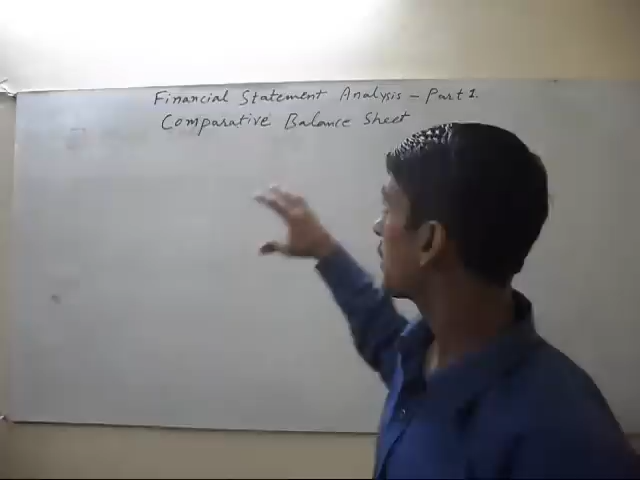 Financial Statement Analysis - Part 1.
Comparative Balance Sheet